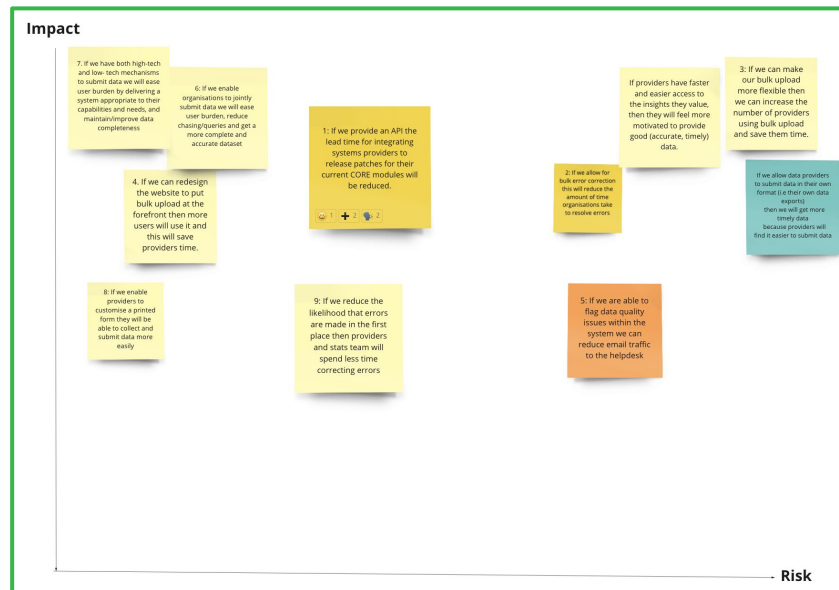 Impact
7. If we have both high-tech
and low- tech mechanisms
to submit data we will ease
user burden by delivering a
system appropriate to their
capabilities and needs, and
maintain/improve data
completeness
6: If we enable
organisations to jointly
submit data we will ease
user burden, reduce
chasing/queries and get a
more complete and
accurate dataset
4. If we can redesign
the website to put
bulk upload at the
forefront then more
users will use it and
this will save
providers time.
8: If we enable
providers to
customise a printed
form they will be
able to collect and
submit data more
easily
1: If we provide an API the
lead time for integrating
systems providers to
release patches for their
current CORE modules will
be reduced.
1 2 2
9: If we reduce the
likelihood that errors
are made in the first
place then providers
and stats team will
spend less time
correcting errors
If providers have faster
and easier access to
the insights they value,
then they will feel more
motivated to provide
good (accurate, timely)
data.
2: If we allow for
bulk error correction
this will reduce the
amount of time
organisations take
to resolve errors
5: If we are able to
flag data quality
issues within the
system we can
reduce email traffic
to the helpdesk
3: If we can make
our bulk upload
more flexible then
we can increase the
number of providers
using bulk upload
and save them time.
If we allow data providers
to submit data in their own
format (i.e their own data
exports)
then we will get more
timely data
because providers will
find it easier to submit data
Risk